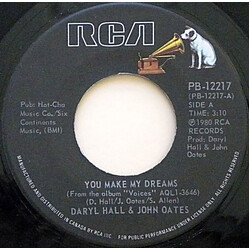 RCA
PB-12217
(PB-12217-A)
SIDE A
TIME: 3:10
℗ 1980 RCA
RECORDS
Prod: Daryl
Hall & John
Oates
Pub: Hot-Cha
Music Co./Six
Continents
Music, (BMI)
YOU MAKE MY DREAMS
(From the album "Voices" AQL1-3646)
(D. Hall/J. Oates/S. Allen)
DARYL HALL & JOHN OATES